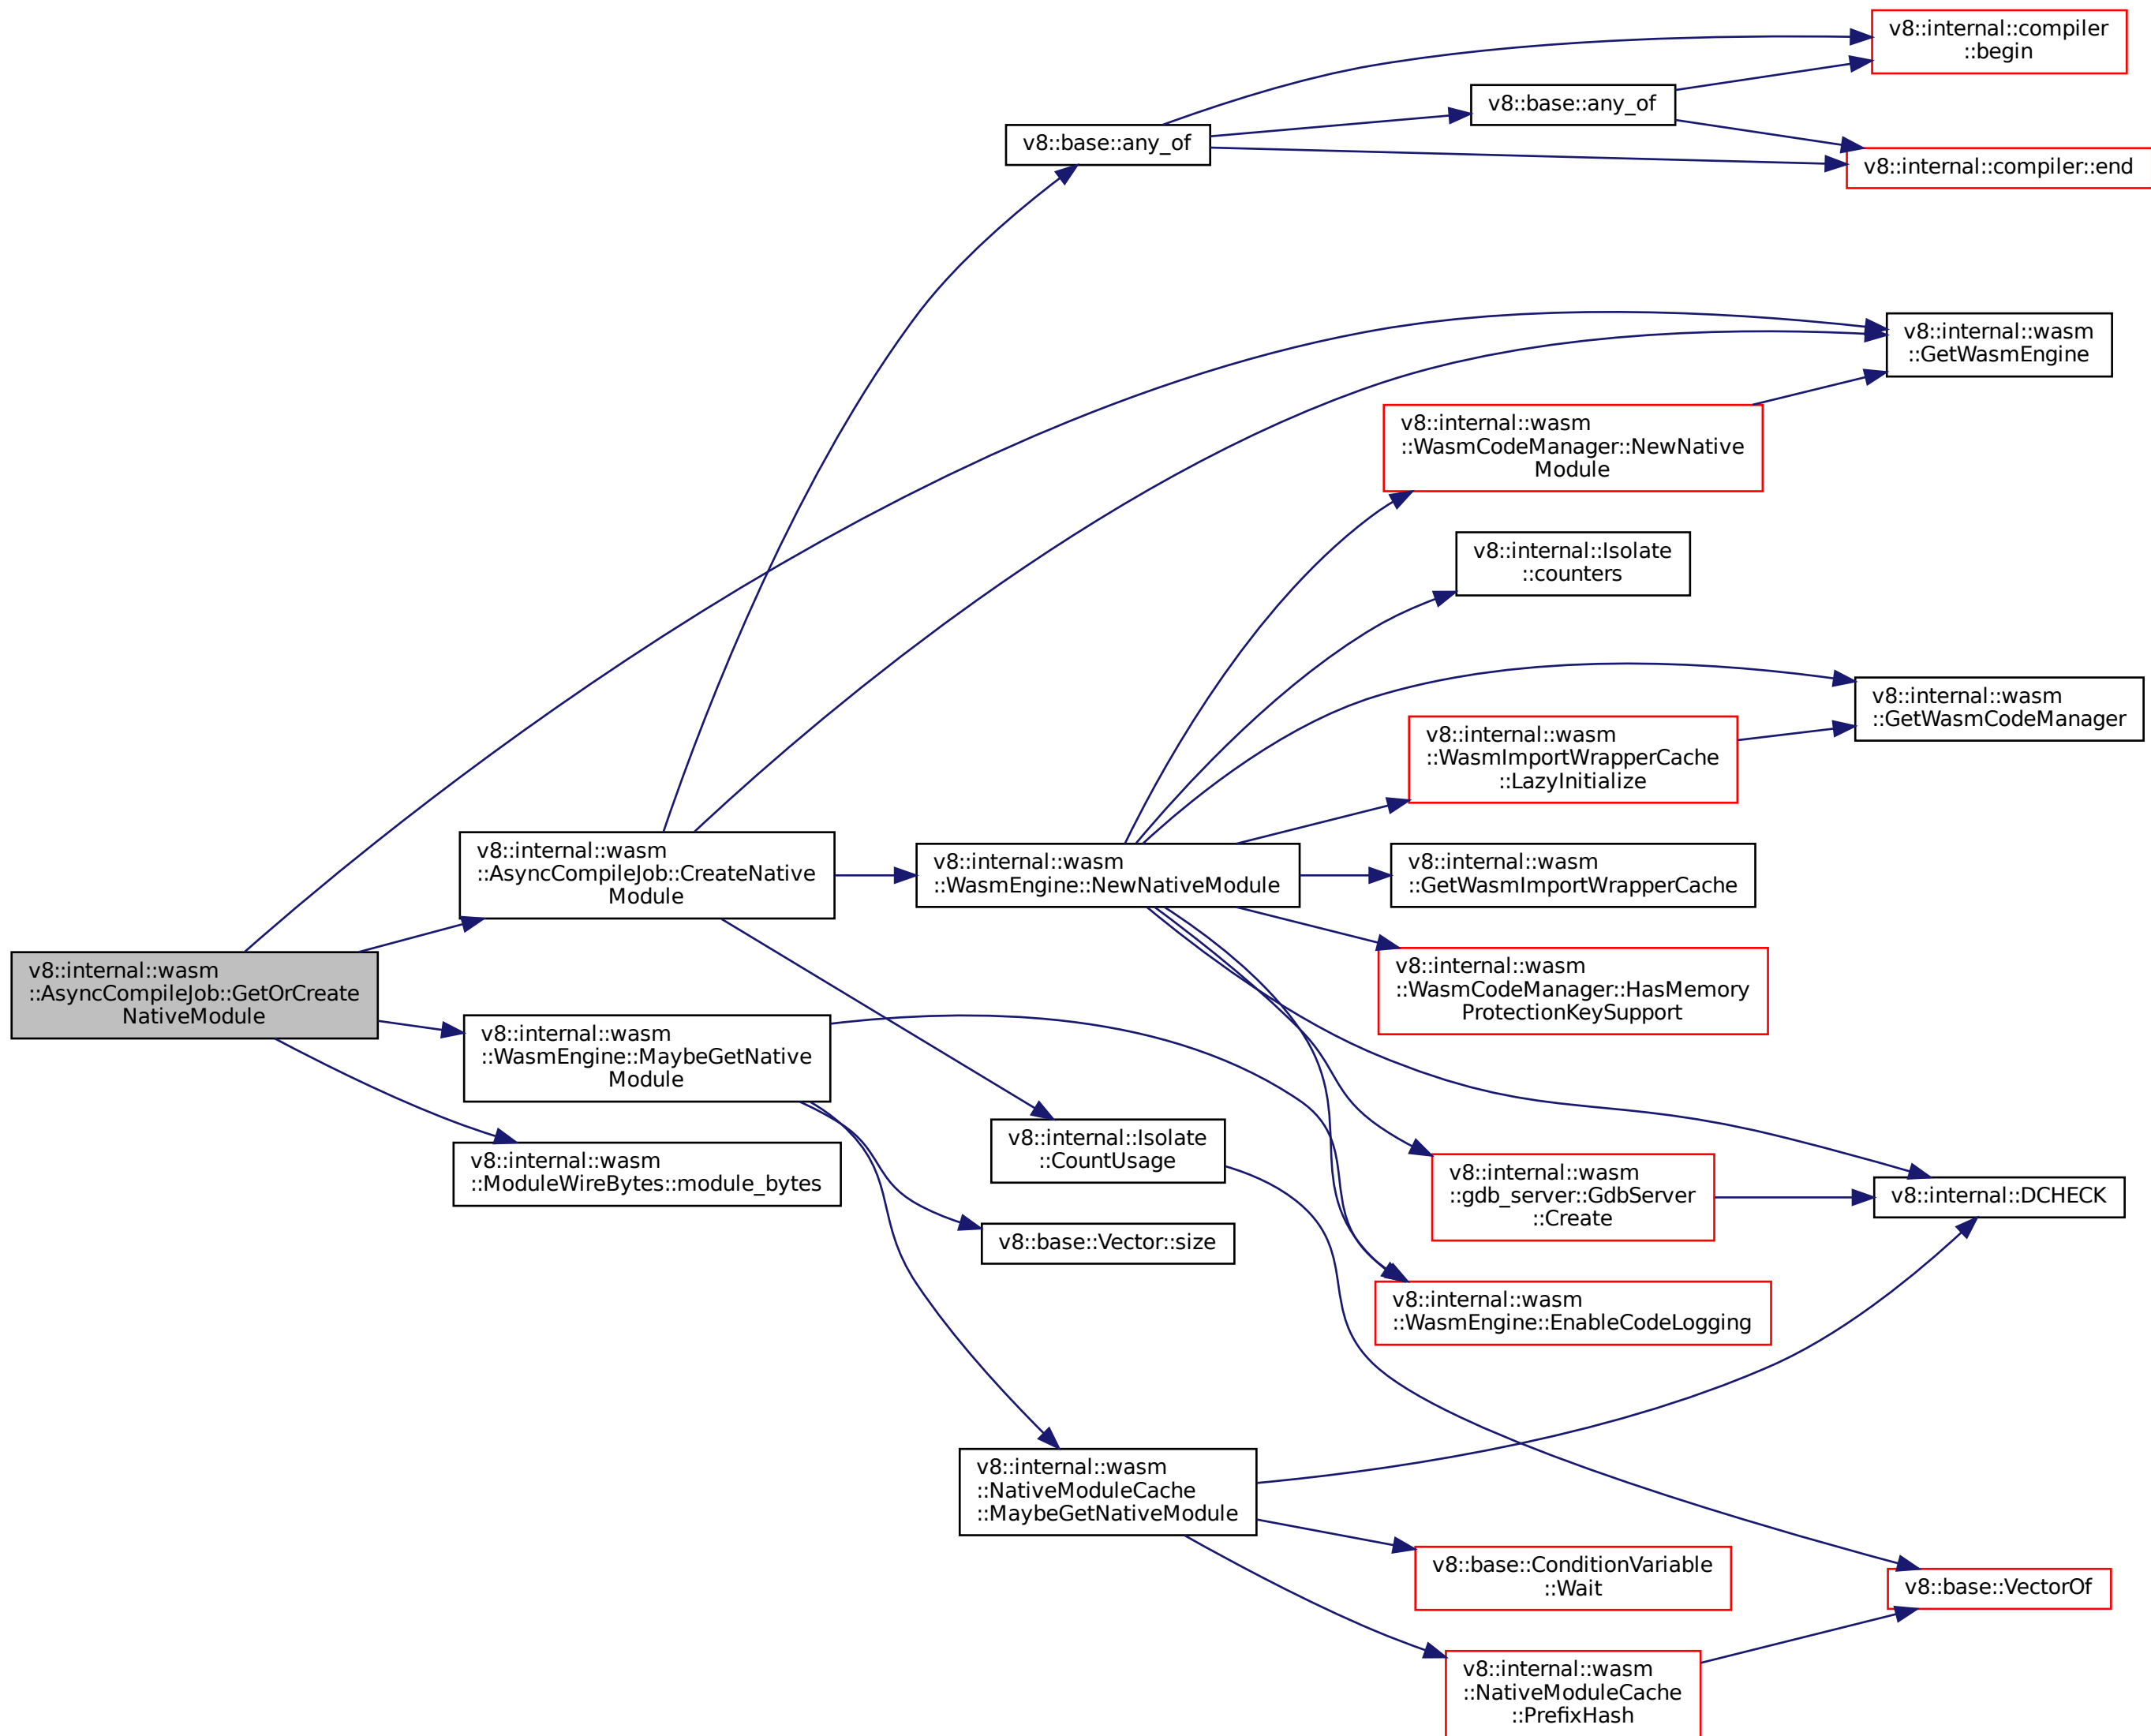 v8::internal::compiler
::begin
v8::base::any_of
v8::base::any_of
v8::internal::compiler::end
v8::internal::wasm
::GetWasmEngine
v8::internal::wasm
::WasmCodeManager::NewNative
Module
v8::internal::Isolate
::counters
v8::internal::wasm
::GetWasmCodeManager
v8::internal::wasm
::WasmImportWrapperCache
::LazyInitialize
v8::internal::wasm
::AsyncCompileJob::CreateNative
Module
v8::internal::wasm
::WasmEngine::NewNativeModule
v8::internal::wasm
::GetWasmImportWrapperCache
v8::internal::wasm
::AsyncCompileJob::GetOrCreate
NativeModule
v8::internal::wasm
::WasmCodeManager::HasMemory
ProtectionKeySupport
v8::internal::wasm
::WasmEngine::MaybeGetNative
Module
v8::internal::wasm
::ModuleWireBytes::module_bytes
v8::internal::Isolate
::CountUsage
v8::internal::wasm
::gdb_server::GdbServer
::Create
v8::internal::DCHECK
v8::base::Vector::size
v8::internal::wasm
::WasmEngine::EnableCodeLogging
v8::internal::wasm
::NativeModuleCache
::MaybeGetNativeModule
v8::base::ConditionVariable
::Wait
v8::base::VectorOf
v8::internal::wasm
::NativeModuleCache
::PrefixHash